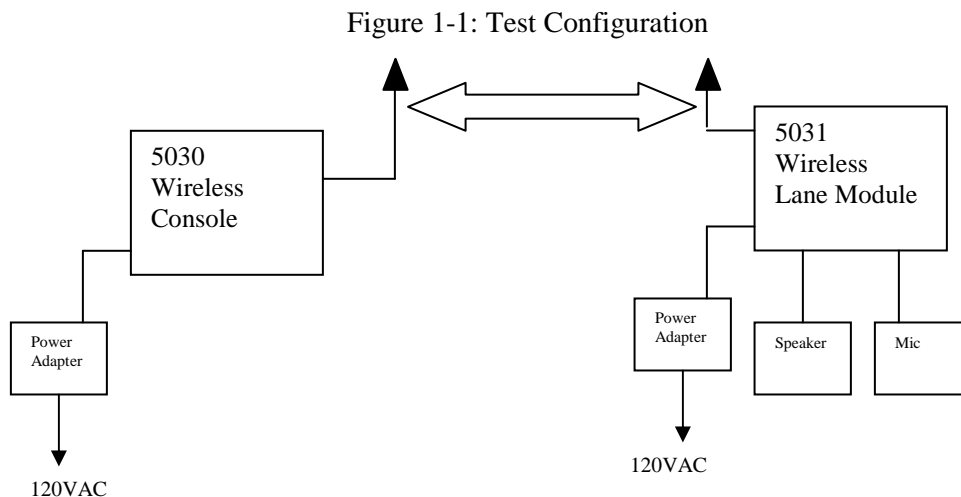 Figure 1-1: Test Configuration
5030
Wireless
Console
5031
Wireless
Lane Module
Power
Adapter
Power
Adapter
Speaker
Mic
120VAC
120VAC